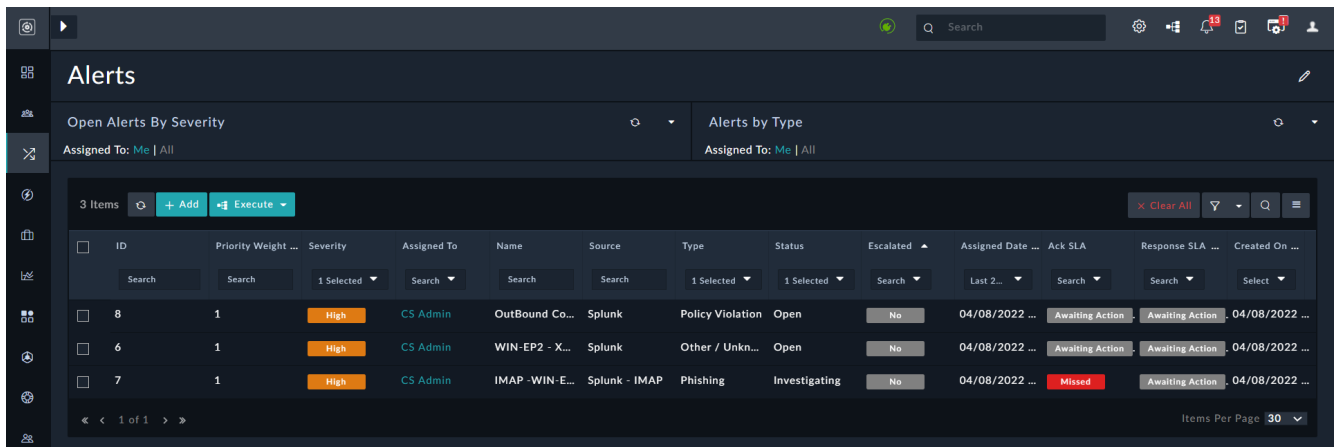 Search
13
!
Alerts
Open Alerts By Severity
Alerts by Type
Assigned To: Me | All
Assigned To: Me | All
3 Items + Add Execute × Clear All
ID Priority Weight ... Severity Assigned To Name Source Type Status Escalated Assigned Date ... Ack SLA Response SLA ... Created On ...
Search Search 1 Selected Search Search Search 1 Selected 1 Selected Search Last 2... Search Search Select
8 1 High CS Admin OutBound Co... Splunk Policy Violation Open No 04/08/2022 ... Awaiting Action Awaiting Action 04/08/2022 ...
6 1 High CS Admin WIN-EP2 - X... Splunk Other / Unkn... Open No 04/08/2022 ... Awaiting Action Awaiting Action 04/08/2022 ...
7 1 High CS Admin IMAP -WIN-E... Splunk - IMAP Phishing Investigating No 04/08/2022 ... Missed Awaiting Action 04/08/2022 ...
« < 1 of 1 > » Items Per Page 30